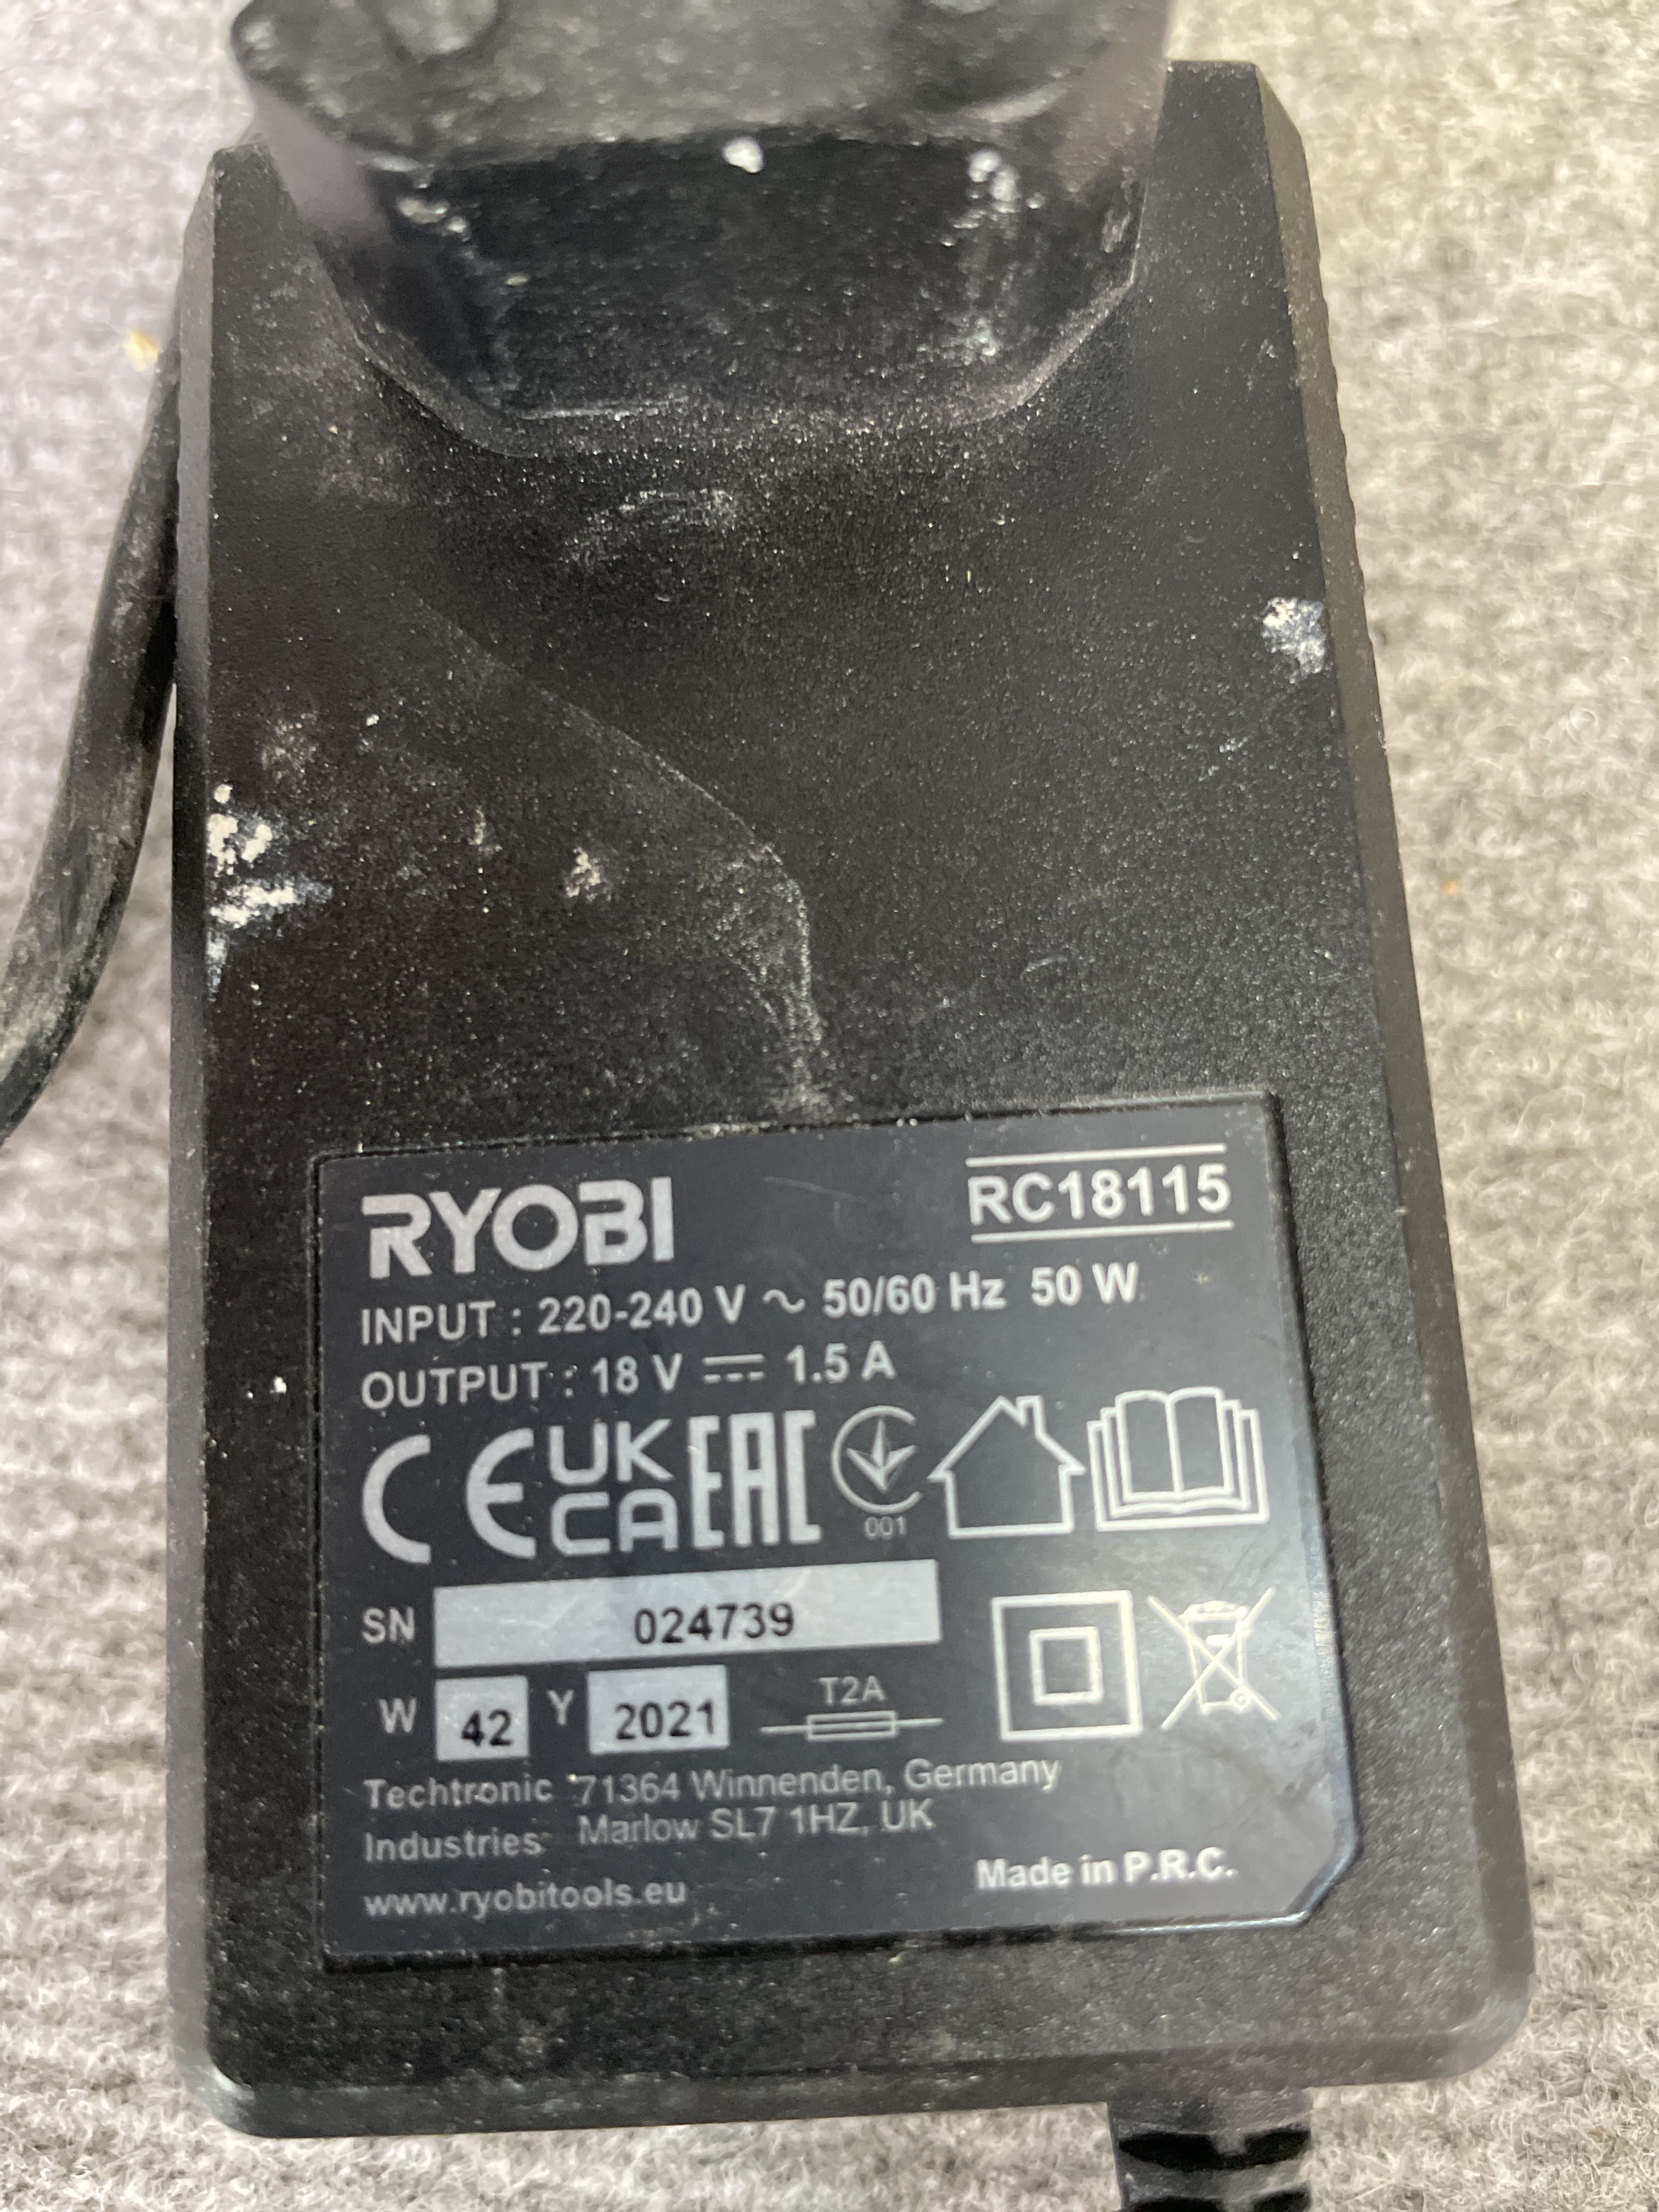 RYOBI
RC18115
INPUT : 220-240 V ~ 50/60 Hz 50 W
OUTPUT : 18 V ⎓ 1.5 A
CE UK CA EAC
001
SN 024739
W 42 Y 2021 T2A
Techtronic Industries
71364 Winnenden, Germany
Marlow SL7 1HZ, UK
www.ryobitools.eu
Made in P.R.C.